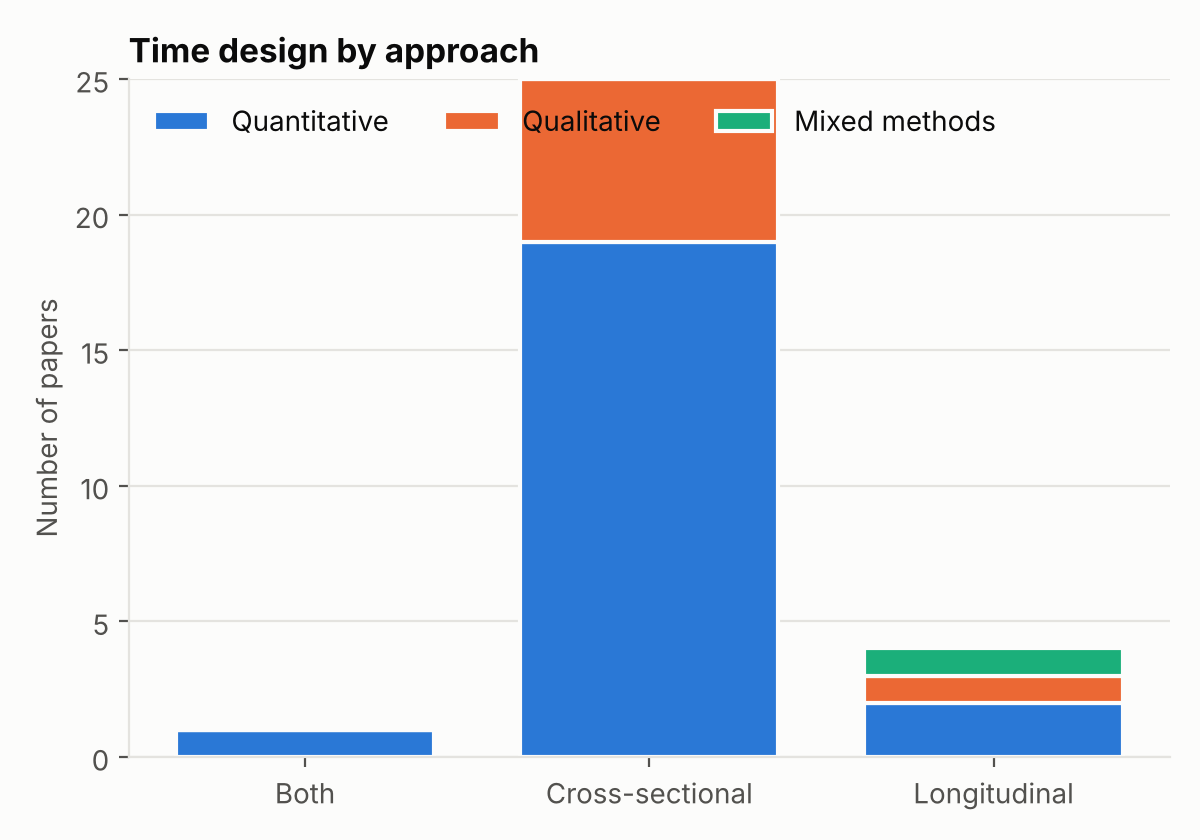 Time design by approach
Quantitative Qualitative Mixed methods
Number of papers
25
20
15
10
5
0
Both Cross-sectional Longitudinal